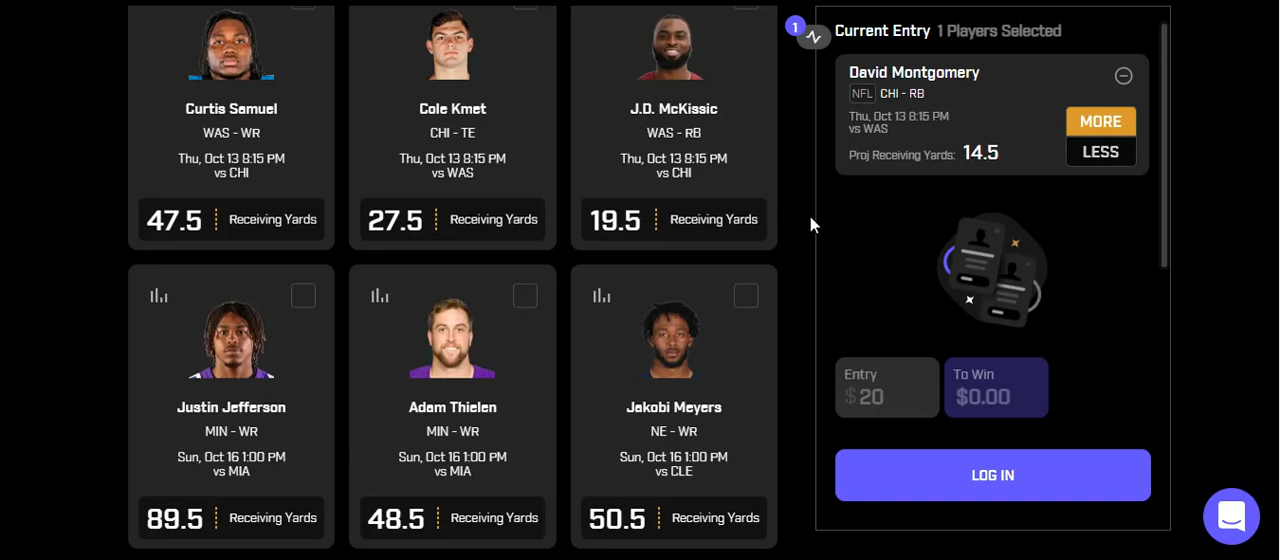 Curtis Samuel
WAS - WR
Thu, Oct 13 8:15 PM
vs CHI
47.5 Receiving Yards
Cole Kmet
CHI - TE
Thu, Oct 13 8:15 PM
vs WAS
27.5 Receiving Yards
J.D. McKissic
WAS - RB
Thu, Oct 13 8:15 PM
vs CHI
19.5 Receiving Yards
Justin Jefferson
MIN - WR
Sun, Oct 16 1:00 PM
vs MIA
89.5 Receiving Yards
Adam Thielen
MIN - WR
Sun, Oct 16 1:00 PM
vs MIA
48.5 Receiving Yards
Jakobi Meyers
NE - WR
Sun, Oct 16 1:00 PM
vs CLE
50.5 Receiving Yards
1
Current Entry 1 Players Selected
David Montgomery
NFL CHI - RB
Thu, Oct 13 8:15 PM
vs WAS
Proj Receiving Yards: 14.5
MORE
LESS
Entry
$ 20
To Win
$0.00
LOG IN